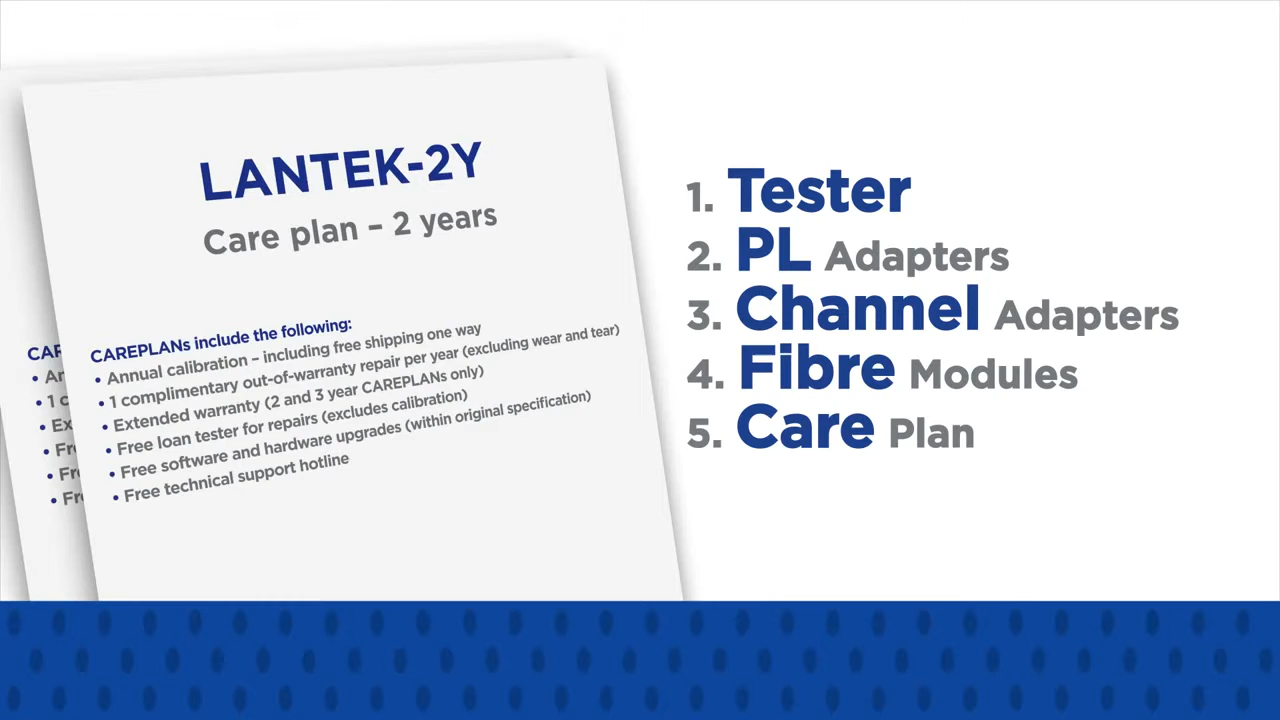 LANTEK-2Y
Care plan – 2 years
CAREPLANs include the following:
• Annual calibration – including free shipping one way
• 1 complimentary out-of-warranty repair per year (excluding wear and tear)
• Extended warranty (2 and 3 year CAREPLANs only)
• Free loan tester for repairs (excludes calibration)
• Free software and hardware upgrades (within original specification)
• Free technical support hotline
1. Tester
2. PL Adapters
3. Channel Adapters
4. Fibre Modules
5. Care Plan